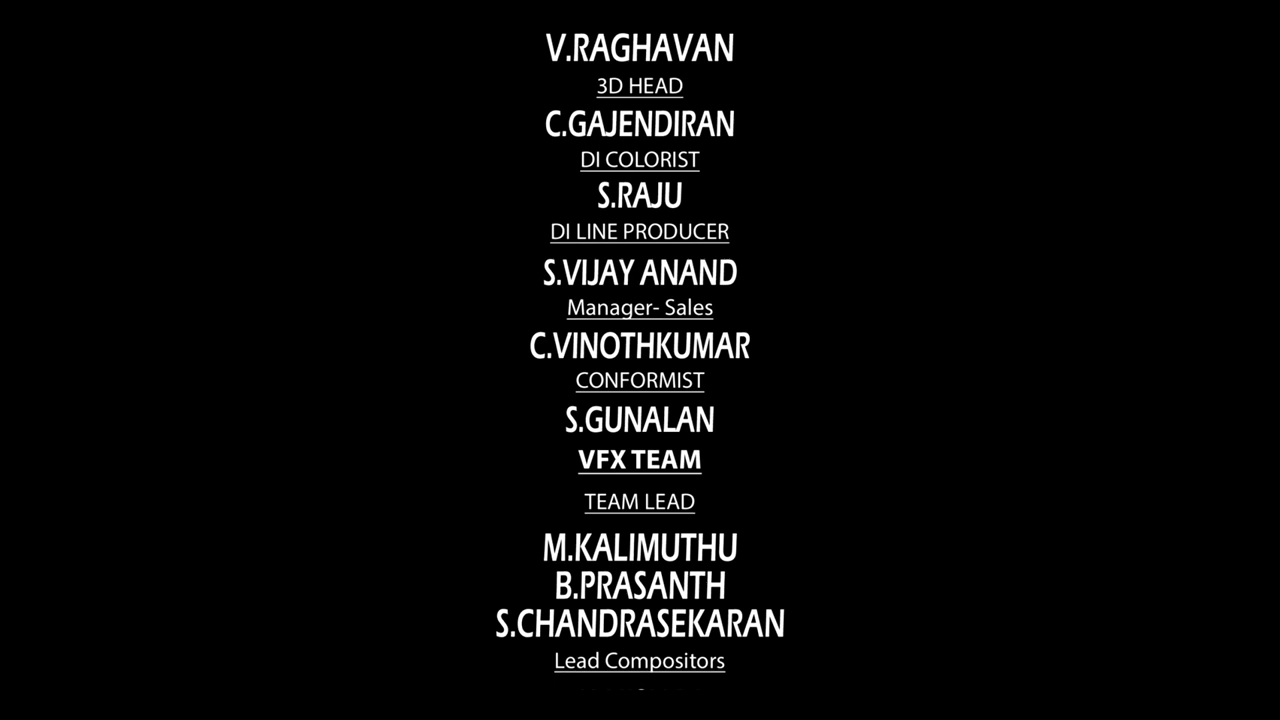 V.RAGHAVAN
3D HEAD
C.GAJENDIRAN
DI COLORIST
S.RAJU
DI LINE PRODUCER
S.VIJAY ANAND
Manager- Sales
C.VINOTHKUMAR
CONFORMIST
S.GUNALAN
VFX TEAM
TEAM LEAD
M.KALIMUTHU
B.PRASANTH
S.CHANDRASEKARAN
Lead Compositors